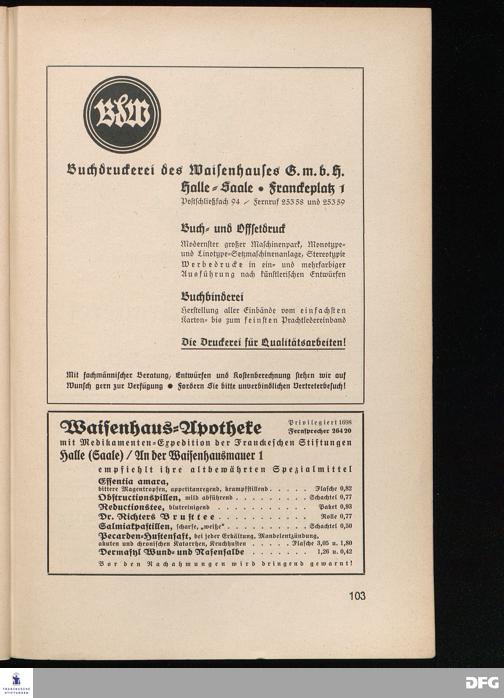 BdW
Buchdruckerei des Waisenhauses G.m.b.H.
Halle-Saale • Franckeplatz 1
Postschließfach 94 / Fernruf 25358 und 25359
Buch- und Offsetdruck
Modernster großer Maschinenpark, Monotype-
und Linotype-Setzmaschinenanlage, Stereotypie
Werbedrucke in ein- und mehrfarbiger
Ausführung nach künstlerischen Entwürfen
Buchbinderei
Herstellung aller Einbände vom einfachsten
Karton- bis zum feinsten Prachtledereinband
Die Druckerei für Qualitätsarbeiten!
Mit fachmännischer Beratung, Entwürfen und Kostenberechnung stehen wir auf
Wunsch gern zur Verfügung • Fordern Sie bitte unverbindlichen Vertreterbesuch!
Waisenhaus-Apotheke Privilegiert 1698
Fernsprecher 26420
mit Medikamenten-Expedition der Franckeschen Stiftungen
Halle (Saale) / An der Waisenhausmauer 1
empfiehlt ihre altbewährten Spezialmittel
Essentia amara,
bittere Magentropfen, appetitanregend, krampfstillend . . . . . Flasche 0,82
Obstructionspillen, mild abführend . . . . . . . . . Schachtel 0,77
Reductionstee, blutreinigend . . . . . . . . . . . Paket 0,93
Dr. Richters Brusttee . . . . . . . . . . . Rolle 0,77
Salmiakpastillen, scharfe, „weiße“ . . . . . . . . . Schachtel 0,50
Pecarden-Hustensaft, bei jeder Erkältung, Mandelentzündung,
akuten und chronischen Katarrhen, Keuchhusten . . . . . Flasche 3,05 u. 1,80
Dermastyl Wund- und Nasensalbe . . . . . . . 1,26 u. 0,42
Vor den Nachahmungen wird dringend gewarnt!
103
FRANCKESCHE
STIFTUNGEN
DFG